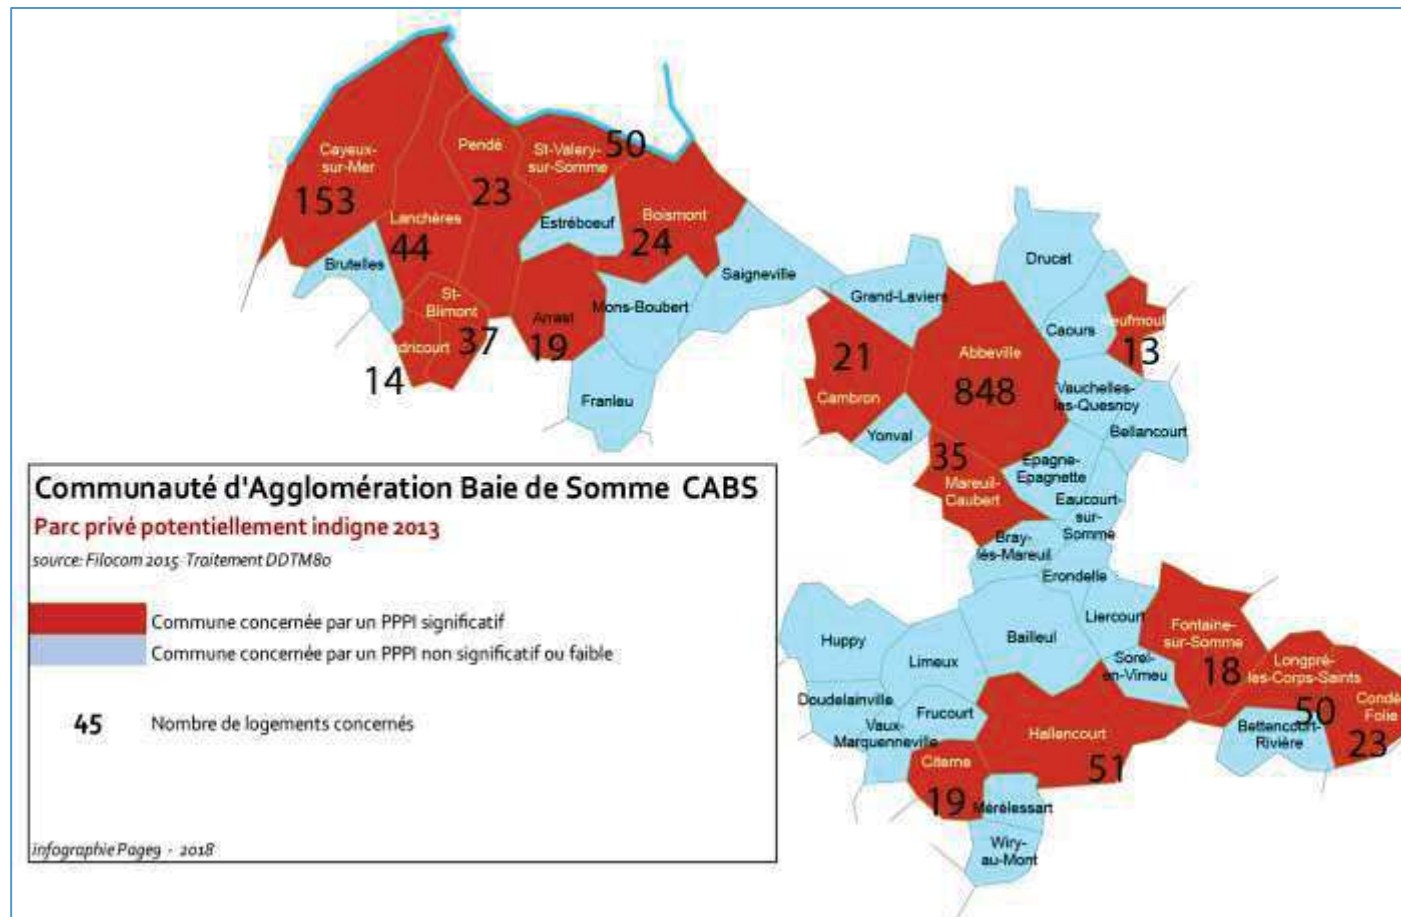 Cayeux-
sur-Mer
153
Pendé
23
St-Valery-
sur-Somme
50
Lanchères
44
Estrébœuf
Boismont
24
Brutelles
Saigneville
St-
Blimont
37
Arrest
19
Mons-Boubert
dricourt
14
Franleu
Drucat
Grand-Laviers
Caours
13
21
Cambron
Abbeville
848
Vauchelles-
les-Quesnoy
Bellancourt
Yonval
35
Mareuil-
Caubert
Epagne-
Epagnette
Eaucourt-
sur-
Somme
Bray-
lès-Mareuil
Erondelle
Liercourt
Fontaine-
sur-Somme
18
Huppy
Limeux
Bailleul
Sorel-
en-Vimeu
Longpré-
les-Corps-Saints
50
Condé-
Folie
23
Doudelainville
Frucourt
Vaux-
Marquenneville
Hallencourt
51
Bettencourt-
Rivière
Citerne
19
Mérélessart
Wiry-
au-Mont
Communauté d'Agglomération Baie de Somme CABS
Parc privé potentiellement indigne 2013
source: Filocom 2015 Traitement DDTM80
Commune concernée par un PPPI significatif
Commune concernée par un PPPI non significatif ou faible
45 Nombre de logements concernés
infographie Page9 - 2018